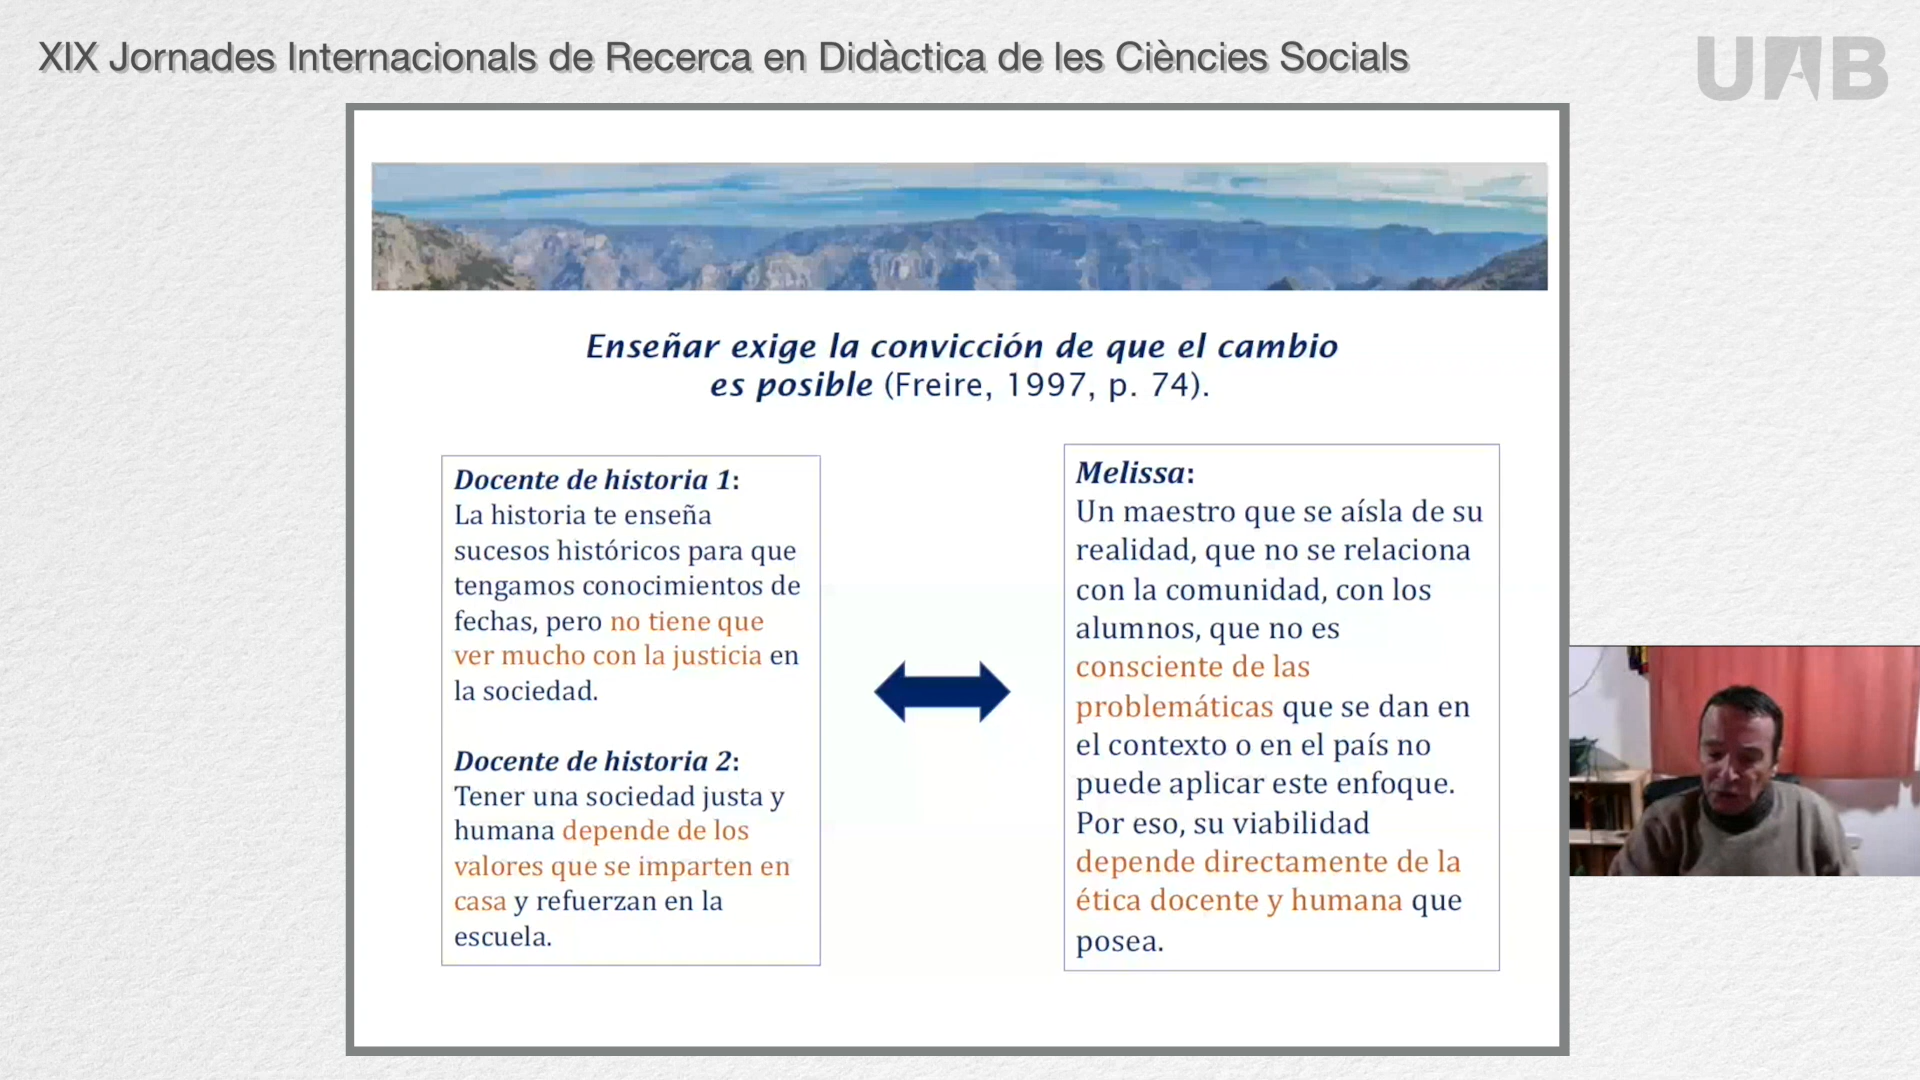 XIX Jornades Internacionals de Recerca en Didàctica de les Ciències Socials
UAB
Enseñar exige la convicción de que el cambio
es posible (Freire, 1997, p. 74).
Docente de historia 1:
La historia te enseña
sucesos históricos para que
tengamos conocimientos de
fechas, pero no tiene que
ver mucho con la justicia en
la sociedad.
Docente de historia 2:
Tener una sociedad justa y
humana depende de los
valores que se imparten en
casa y refuerzan en la
escuela.
Melissa:
Un maestro que se aísla de su
realidad, que no se relaciona
con la comunidad, con los
alumnos, que no es
consciente de las
problemáticas que se dan en
el contexto o en el país no
puede aplicar este enfoque.
Por eso, su viabilidad
depende directamente de la
ética docente y humana que
posea.